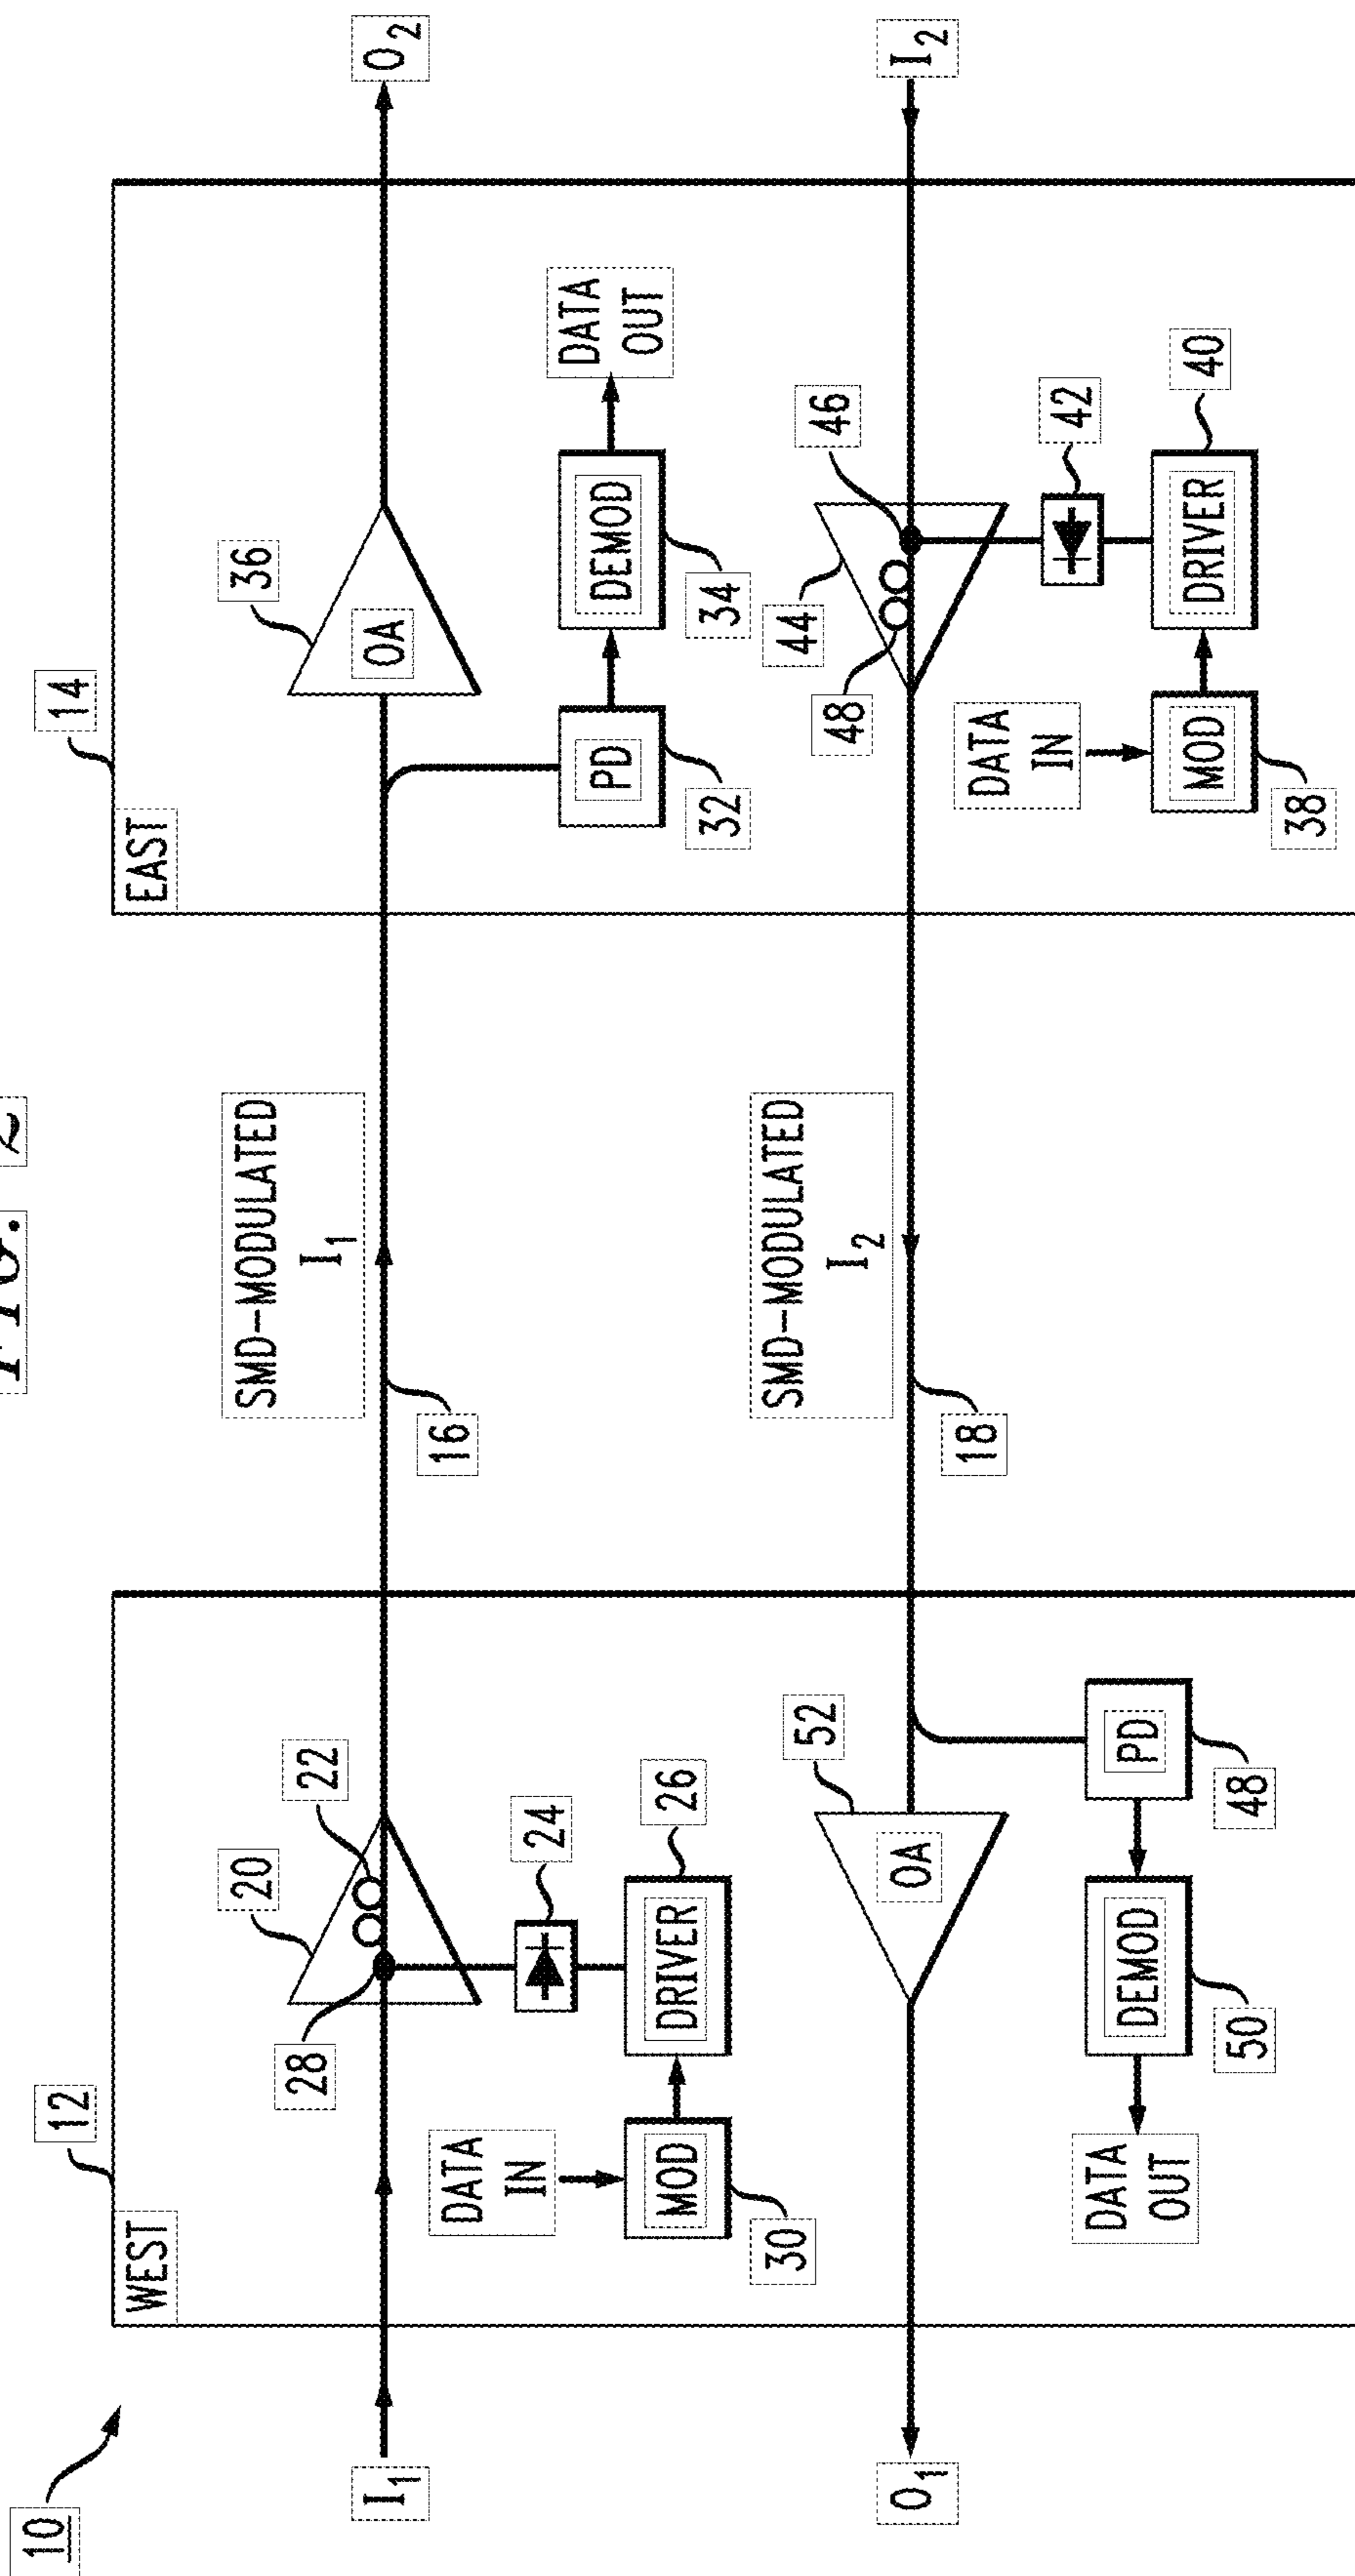 FIG. 2
10
12
WEST
I₁
20
22
28
24
26
DRIVER
DATA
IN
MOD
30
52
OA
PD
48
DEMOD
50
DATA
OUT
O₁
SMD-MODULATED
I₁
16
SMD-MODULATED
I₂
18
14
EAST
36
OA
O₂
PD
32
DEMOD
34
DATA
OUT
44
46
48
42
40
DRIVER
DATA
IN
MOD
38
I₂